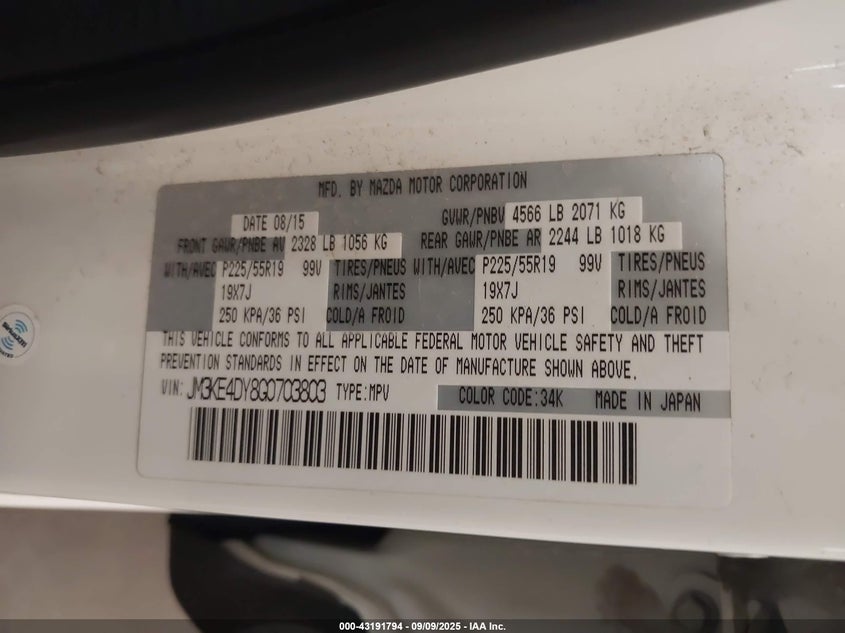 MFD. BY MAZDA MOTOR CORPORATION
DATE 08/15 GVWR/PNBV 4566 LB 2071 KG
FRONT GAWR/PNBE AV 2328 LB 1056 KG REAR GAWR/PNBE AR 2244 LB 1018 KG
WITH/AVEC P225/55R19 99V TIRES/PNEUS WITH/AVEC P225/55R19 99V TIRES/PNEUS
19X7J RIMS/JANTES 19X7J RIMS/JANTES
250 KPA/36 PSI COLD/A FROID 250 KPA/36 PSI COLD/A FROID
THIS VEHICLE CONFORMS TO ALL APPLICABLE FEDERAL MOTOR VEHICLE SAFETY AND THEFT
PREVENTION STANDARDS IN EFFECT ON THE DATE OF MANUFACTURE SHOWN ABOVE.
VIN: JM3KE4DY8G0703803 TYPE:MPV COLOR CODE:34K MADE IN JAPAN
000-43191794 - 09/09/2025 - IAA Inc.